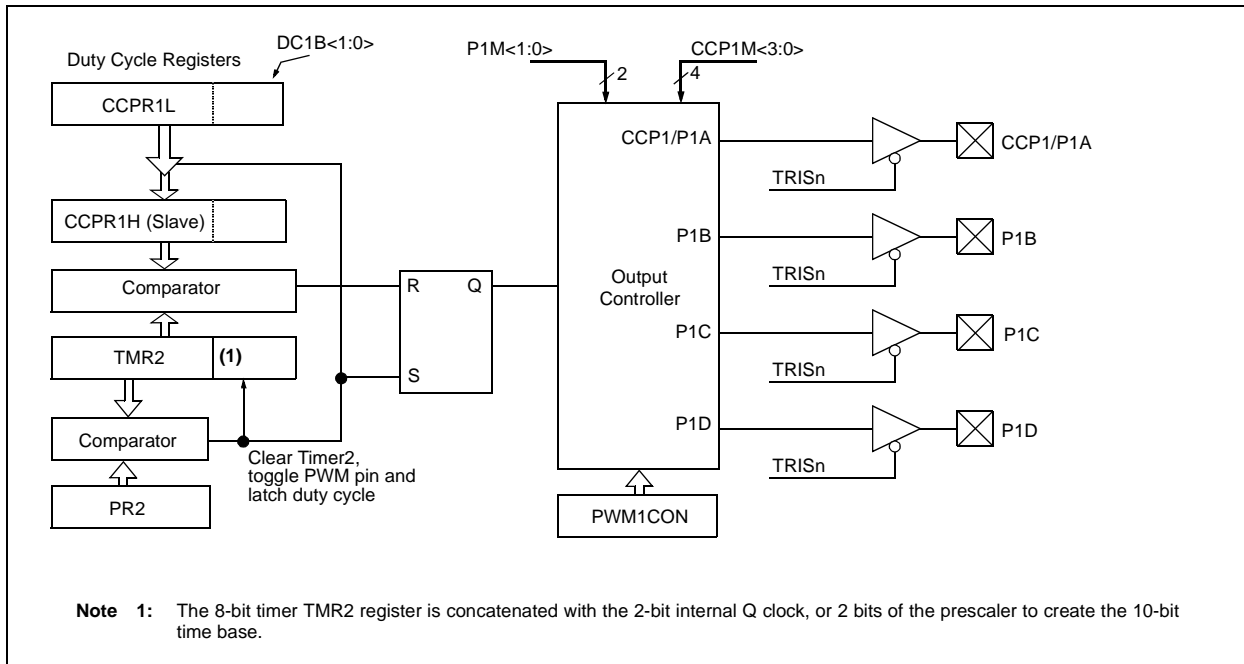 DC1B<1:0>
Duty Cycle Registers
CCPR1L
CCPR1H (Slave)
Comparator
TMR2
(1)
Comparator
PR2
Clear Timer2,
toggle PWM pin and
latch duty cycle
R
Q
S
P1M<1:0>
2
CCP1M<3:0>
4
CCP1/P1A
P1B
Output
Controller
P1C
P1D
PWM1CON
TRISn
CCP1/P1A
TRISn
P1B
TRISn
P1C
TRISn
P1D
Note 1: The 8-bit timer TMR2 register is concatenated with the 2-bit internal Q clock, or 2 bits of the prescaler to create the 10-bit
time base.